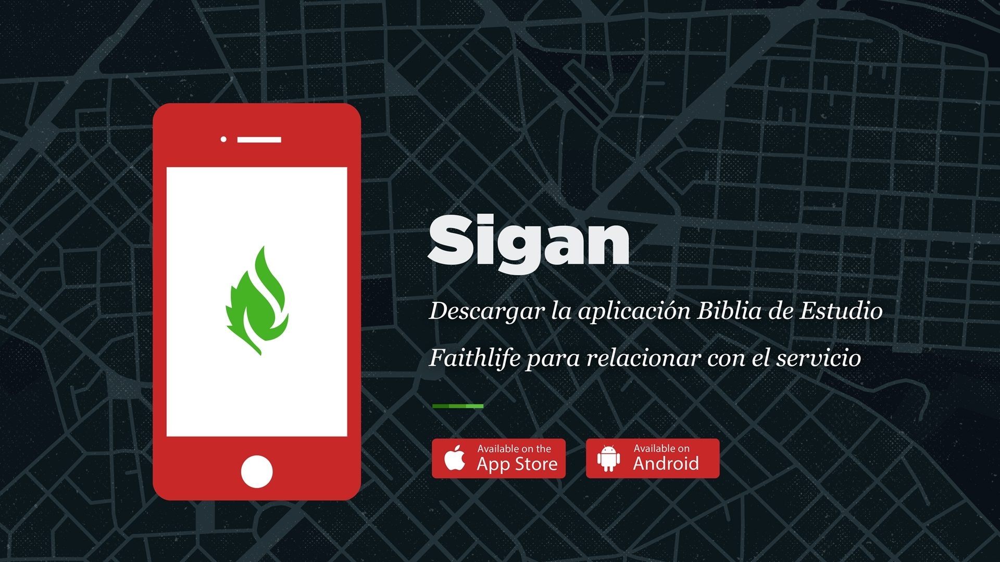 Sigan
Descargar la aplicación Biblia de Estudio
Faithlife para relacionar con el servicio
Available on the
App Store
Available on
Android